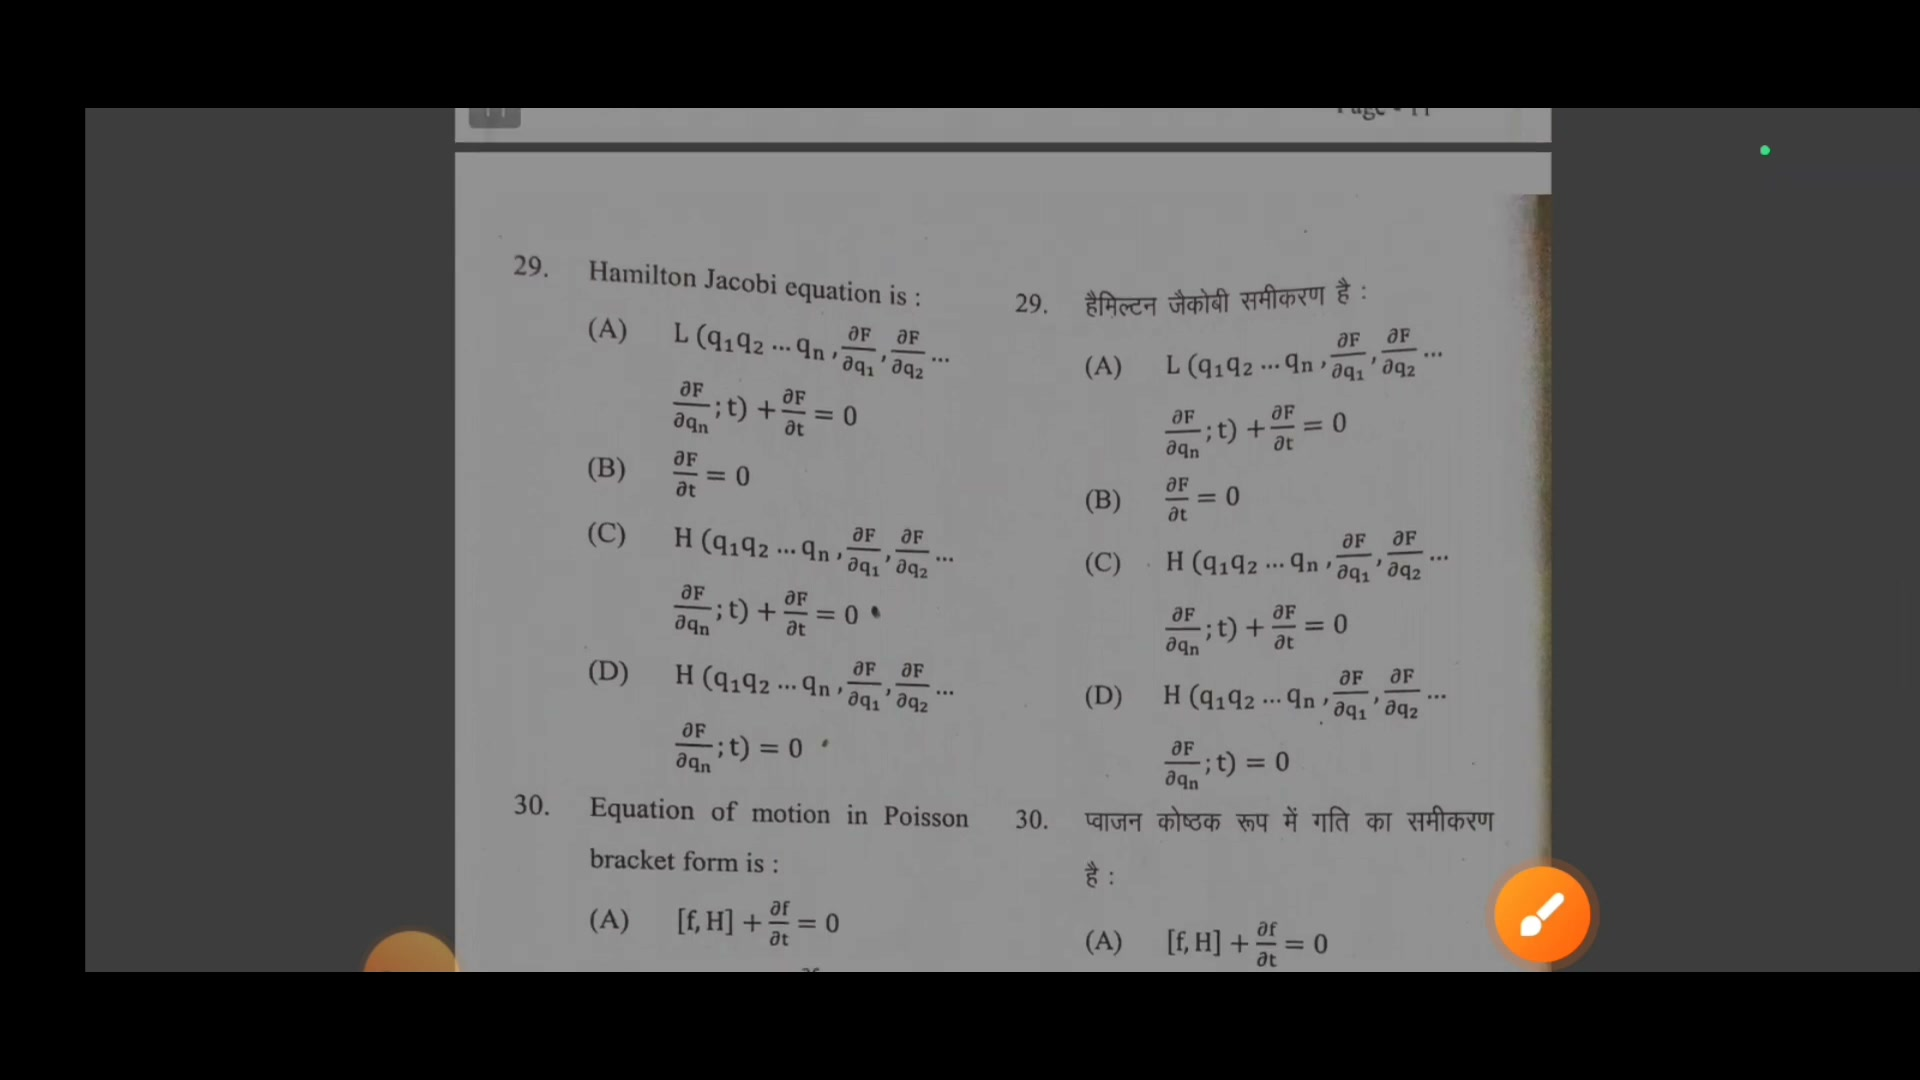 29. Hamilton Jacobi equation is :
(A) L (q₁q₂ ... qₙ , ∂F/∂q₁ , ∂F/∂q₂ ...
∂F/∂qₙ ; t) + ∂F/∂t = 0
(B) ∂F/∂t = 0
(C) H (q₁q₂ ... qₙ , ∂F/∂q₁ , ∂F/∂q₂ ...
∂F/∂qₙ ; t) + ∂F/∂t = 0
(D) H (q₁q₂ ... qₙ , ∂F/∂q₁ , ∂F/∂q₂ ...
∂F/∂qₙ ; t) = 0
30. Equation of motion in Poisson
bracket form is :
(A) [f, H] + ∂f/∂t = 0
29. हैमिल्टन जैकोबी समीकरण है :
(A) L (q₁q₂ ... qₙ , ∂F/∂q₁ , ∂F/∂q₂ ...
∂F/∂qₙ ; t) + ∂F/∂t = 0
(B) ∂F/∂t = 0
(C) H (q₁q₂ ... qₙ , ∂F/∂q₁ , ∂F/∂q₂ ...
∂F/∂qₙ ; t) + ∂F/∂t = 0
(D) H (q₁q₂ ... qₙ , ∂F/∂q₁ , ∂F/∂q₂ ...
∂F/∂qₙ ; t) = 0
30. प्वाजन कोष्ठक रूप में गति का समीकरण
है :
(A) [f, H] + ∂f/∂t = 0